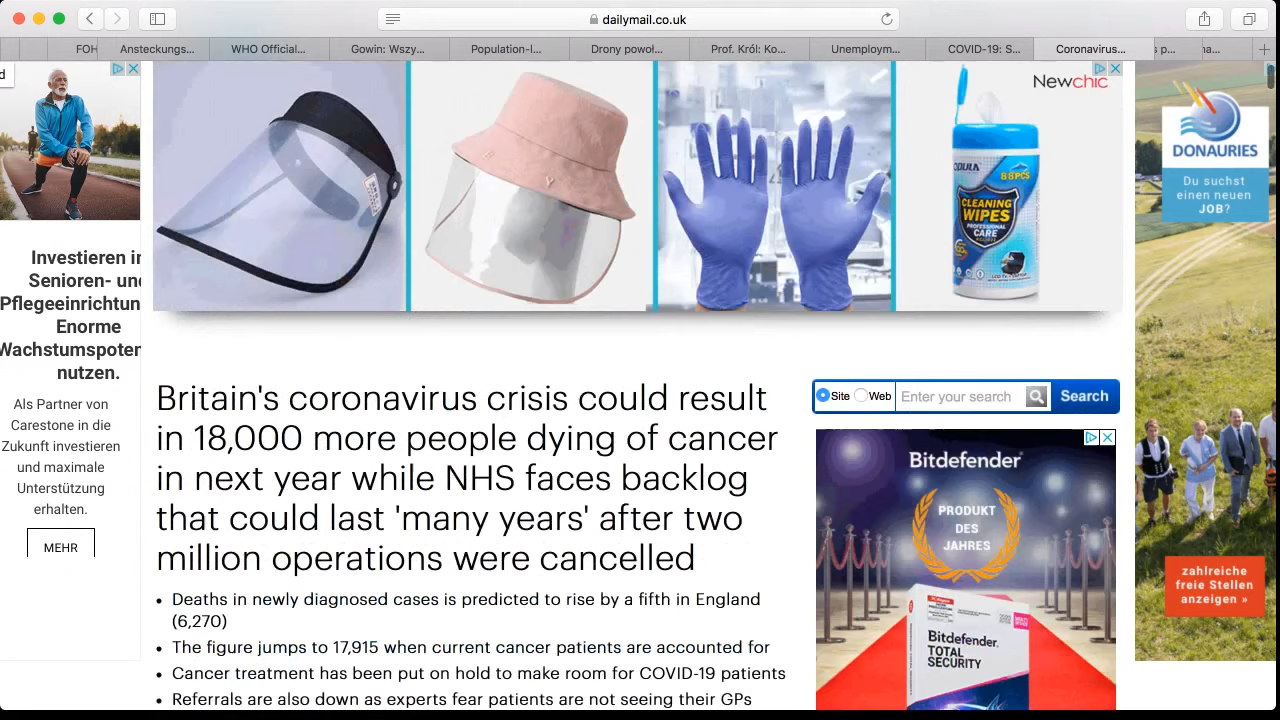 dailymail.co.uk
FOH
Ansteckungs...
WHO Official...
Gowin: Wszy...
Population-l...
Drony powoł...
Prof. Król: Ko...
Unemploym...
COVID-19: S...
Coronavirus...
d
Newchic
88PCS
CLEANING
WIPES
PROFESSIONAL
CARE
DONAURIES
Du suchst
einen neuen
JOB?
Investieren in
Senioren- und
Pflegeeinrichtun
Enorme
Wachstumspoten
nutzen.
Als Partner von
Carestone in die
Zukunft investieren
und maximale
Unterstützung
erhalten.
MEHR
Britain's coronavirus crisis could result
in 18,000 more people dying of cancer
in next year while NHS faces backlog
that could last 'many years' after two
million operations were cancelled
Deaths in newly diagnosed cases is predicted to rise by a fifth in England
(6,270)
The figure jumps to 17,915 when current cancer patients are accounted for
Cancer treatment has been put on hold to make room for COVID-19 patients
Referrals are also down as experts fear patients are not seeing their GPs
Site Web Enter your search Search
Bitdefender
PRODUKT
DES
JAHRES
Bitdefender
TOTAL
SECURITY
zahlreiche
freie Stellen
anzeigen »